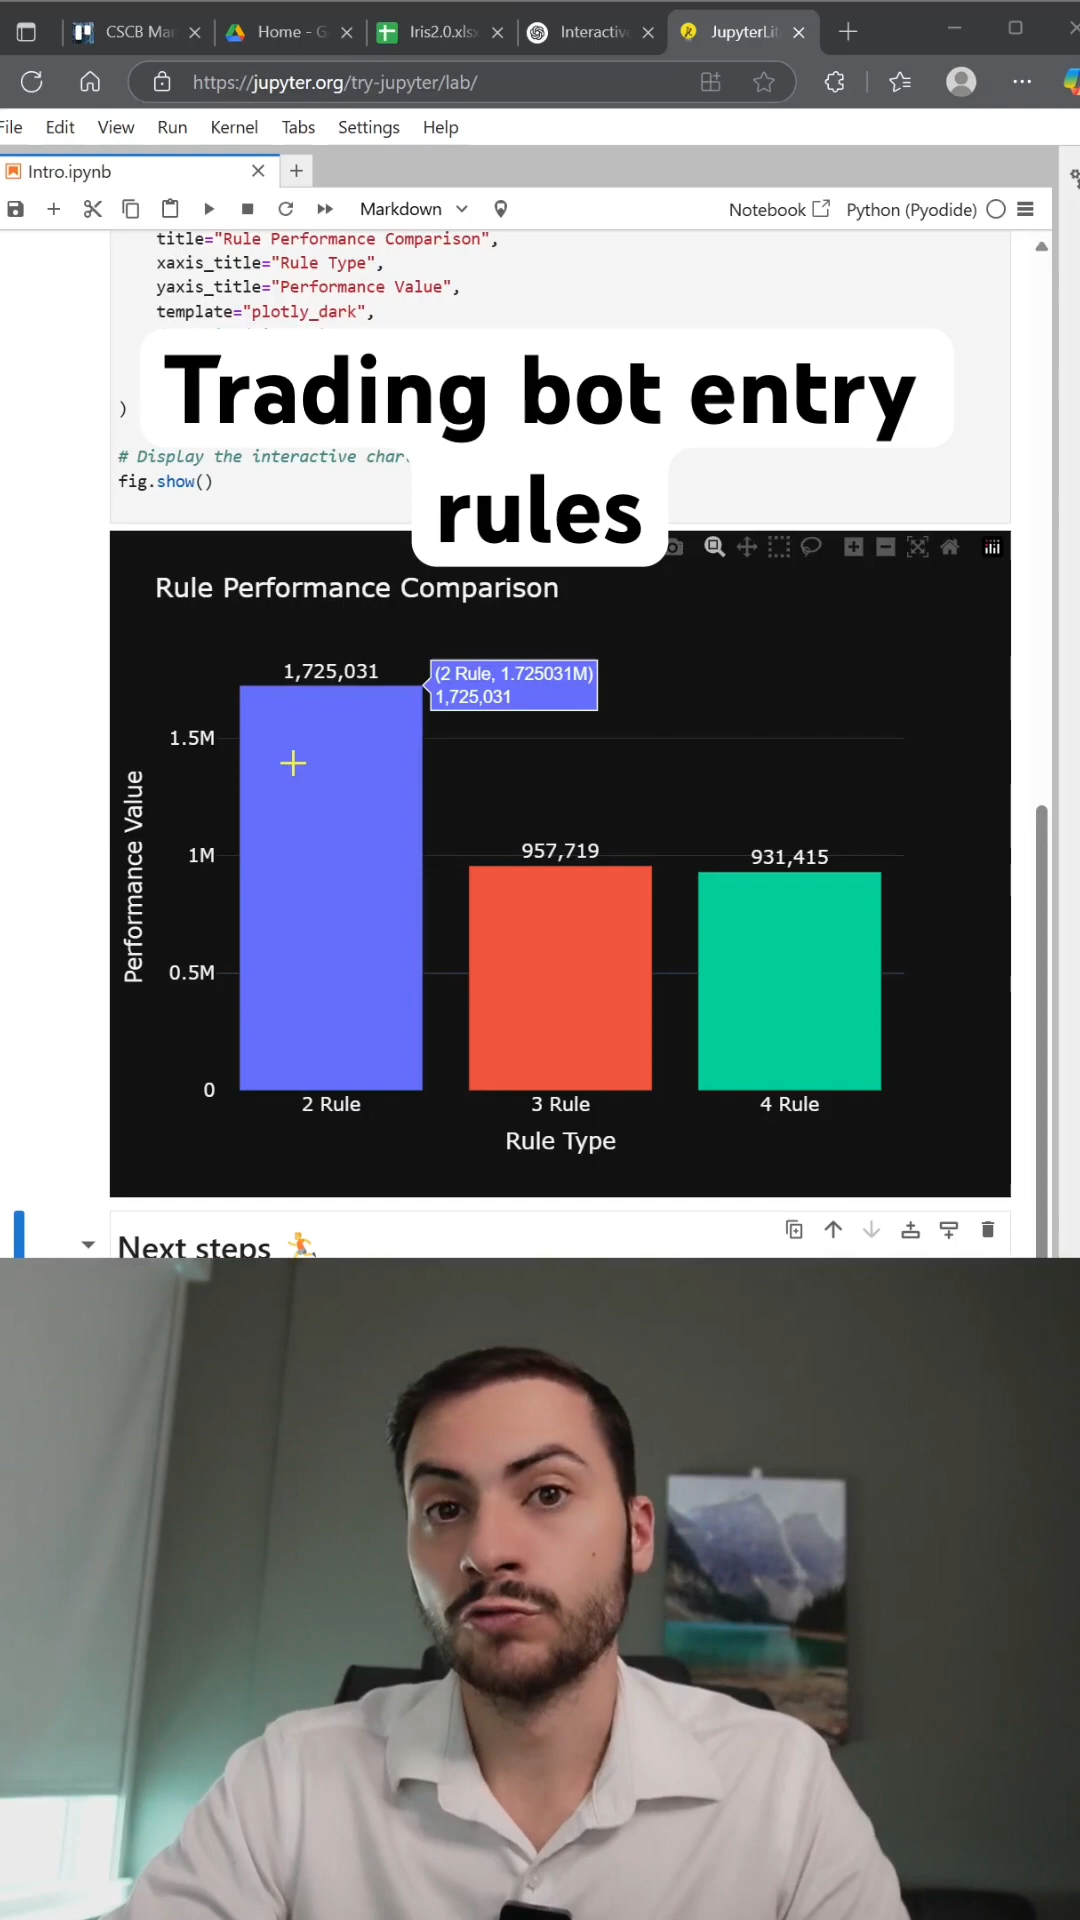 CSCB Ma
Home - G
Iris2.0.xls
Interactive
JupyterLit
https://jupyter.org/try-jupyter/lab/
File Edit View Run Kernel Tabs Settings Help
Intro.ipynb
Markdown
Notebook
Python (Pyodide)
title="Rule Performance Comparison",
xaxis_title="Rule Type",
yaxis_title="Performance Value",
template="plotly_dark",
)
Trading bot entry
rules
# Display the interactive char
fig.show()
Rule Performance Comparison
1,725,031
(2 Rule, 1.725031M)
1,725,031
1.5M
957,719
931,415
1M
0.5M
0
Performance Value
2 Rule
3 Rule
4 Rule
Rule Type
Next steps